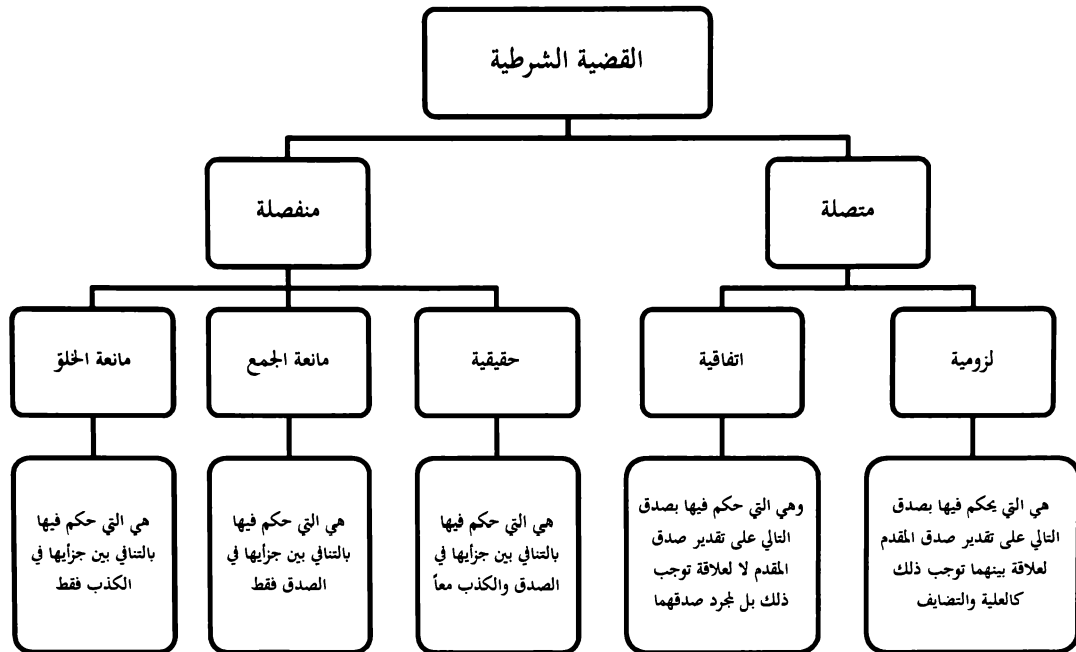 القضية الشرطية
متصلة
منفصلة
لزومية
اتفاقية
حقيقية
مانعة الجمع
مانعة الخلو
هي التي يحكم فيها بصدق
التالي على تقدير صدق المقدم
لعلاقة بينهما توجب ذلك
كالعلية والتضايف
وهي التي حكم فيها بصدق
التالي على تقدير صدق
المقدم لا لعلاقة توجب
ذلك بل لمجرد صدقهما
هي التي حكم فيها
بالتنافي بين جزأيها في
الصدق والكذب معاً
هي التي حكم فيها
بالتنافي بين جزأيها في
الصدق فقط
هي التي حكم فيها
بالتنافي بين جزأيها في
الكذب فقط